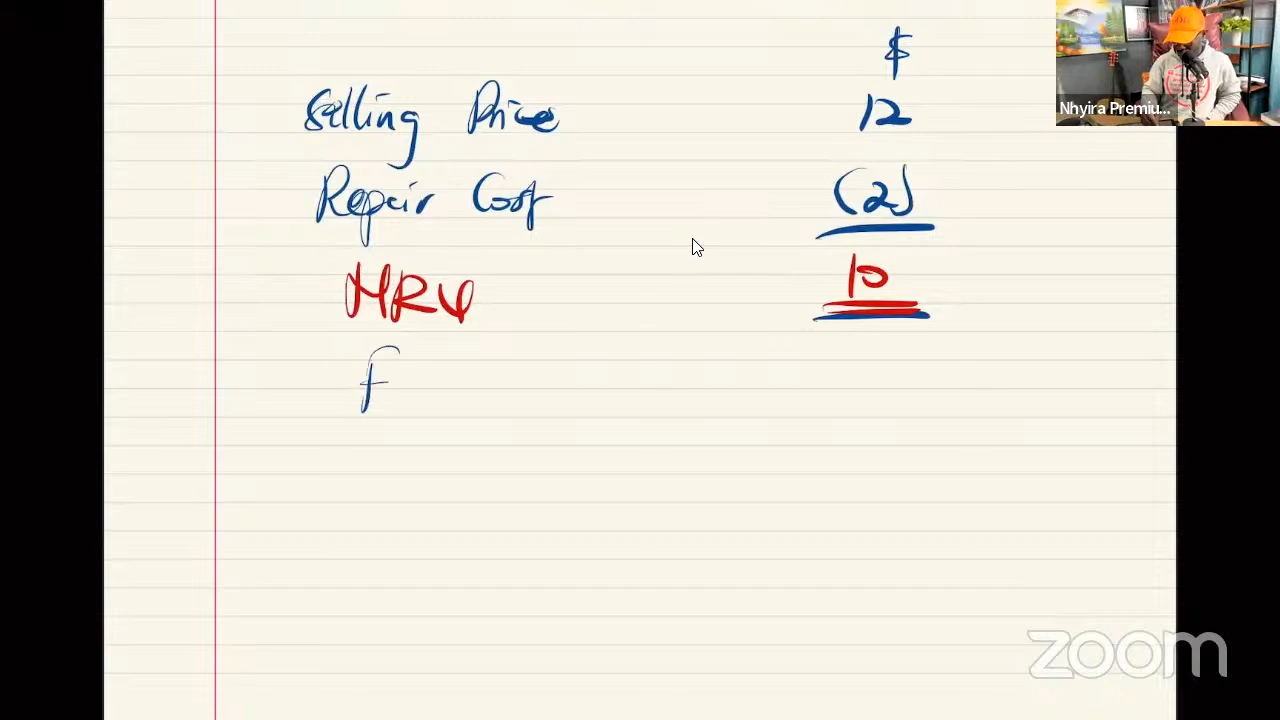 $
Selling Price 12
Repair Cost (2)
NRV 10
f
Nhyira Premiu...
zoom